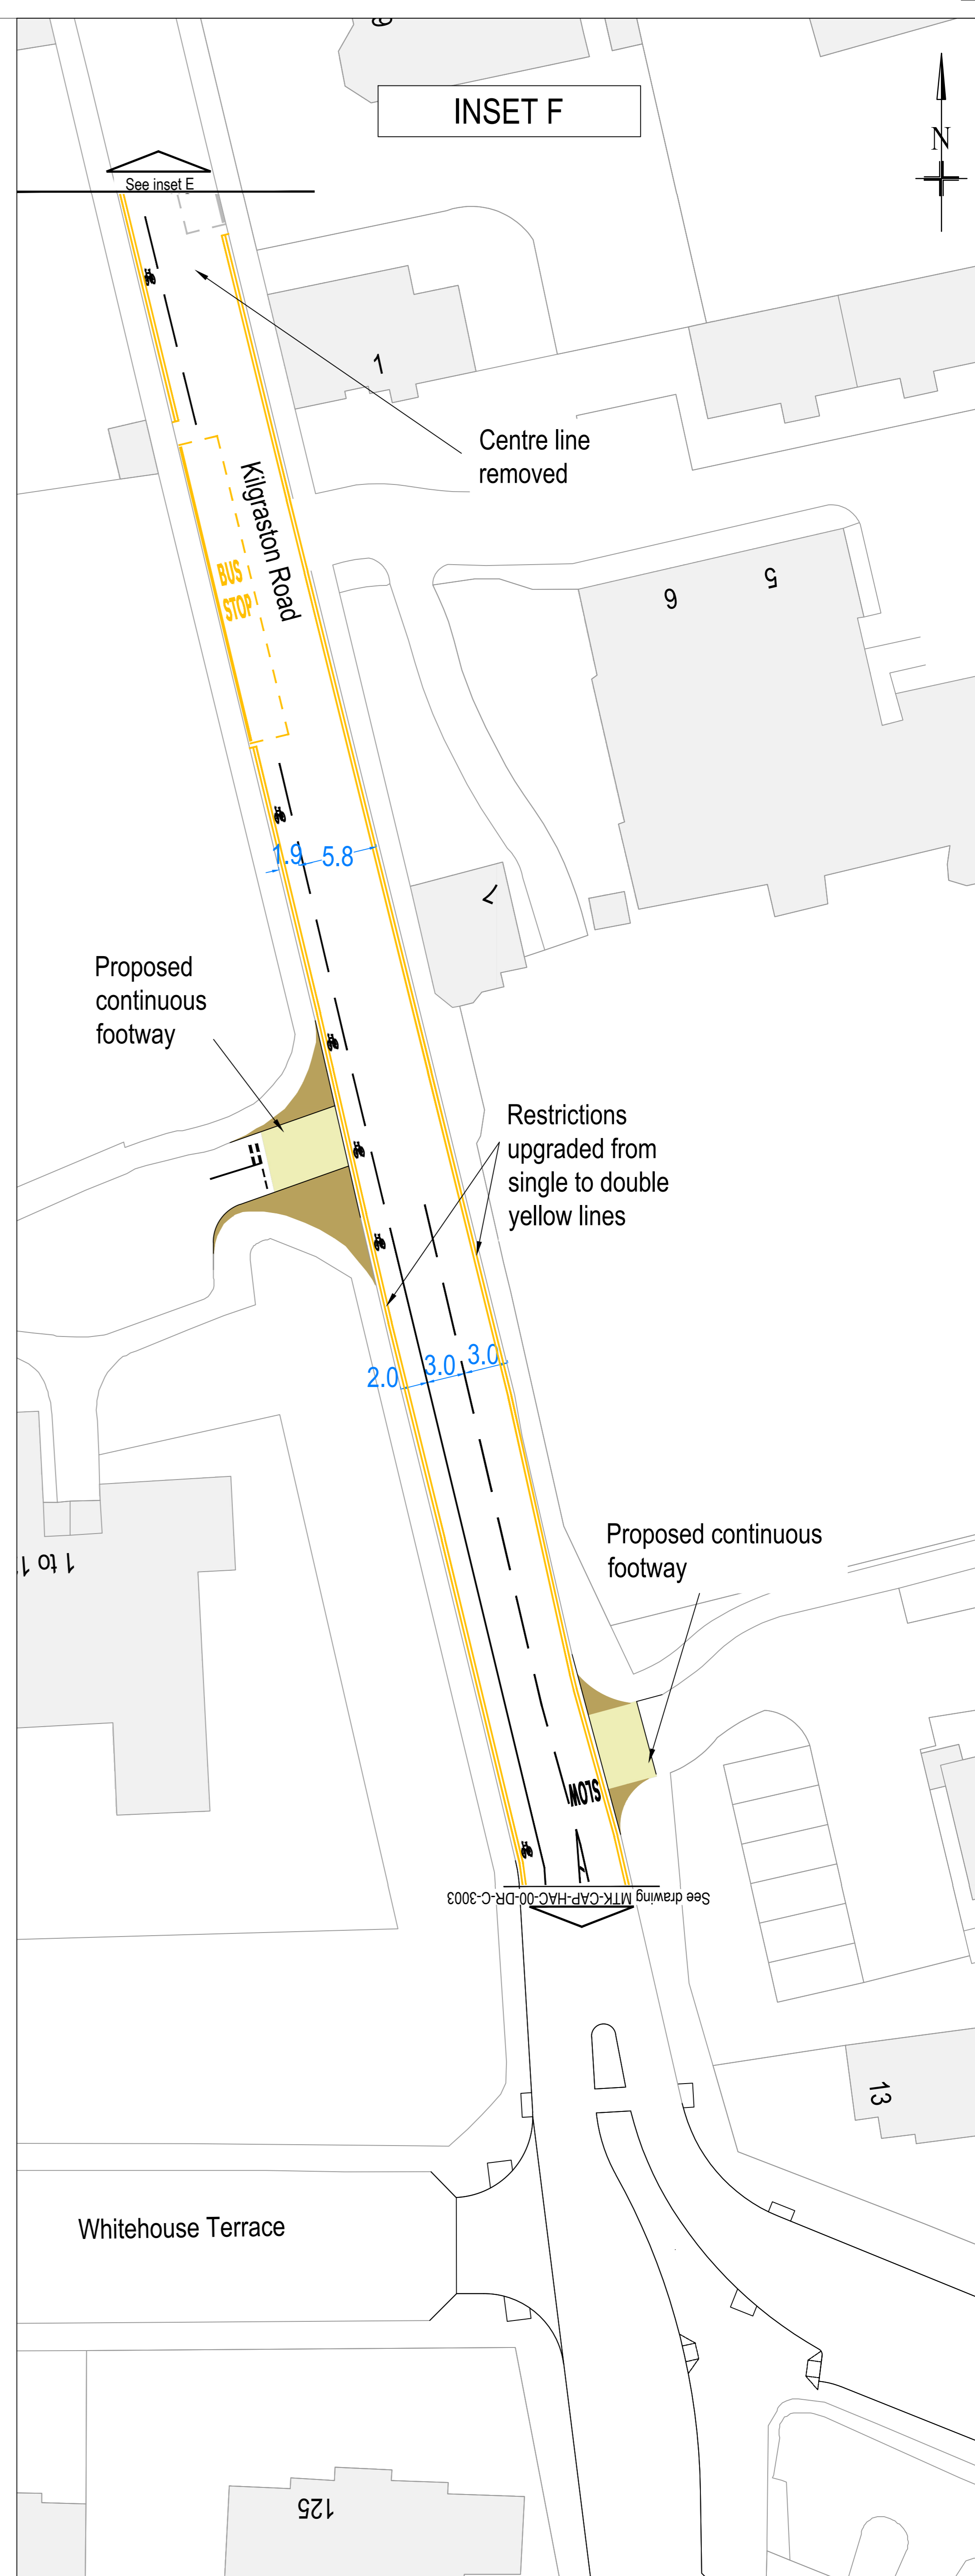 INSET F
N
See inset E
1
Centre line
removed
Kilgraston Road
BUS
STOP
6
5
1.9
5.8
7
Proposed
continuous
footway
Restrictions
upgraded from
single to double
yellow lines
2.0
3.0
3.0
Proposed continuous
footway
1 to 1
SLOW
See drawing MTK-CAP-HAC-00-DR-C-3003
13
Whitehouse Terrace
125